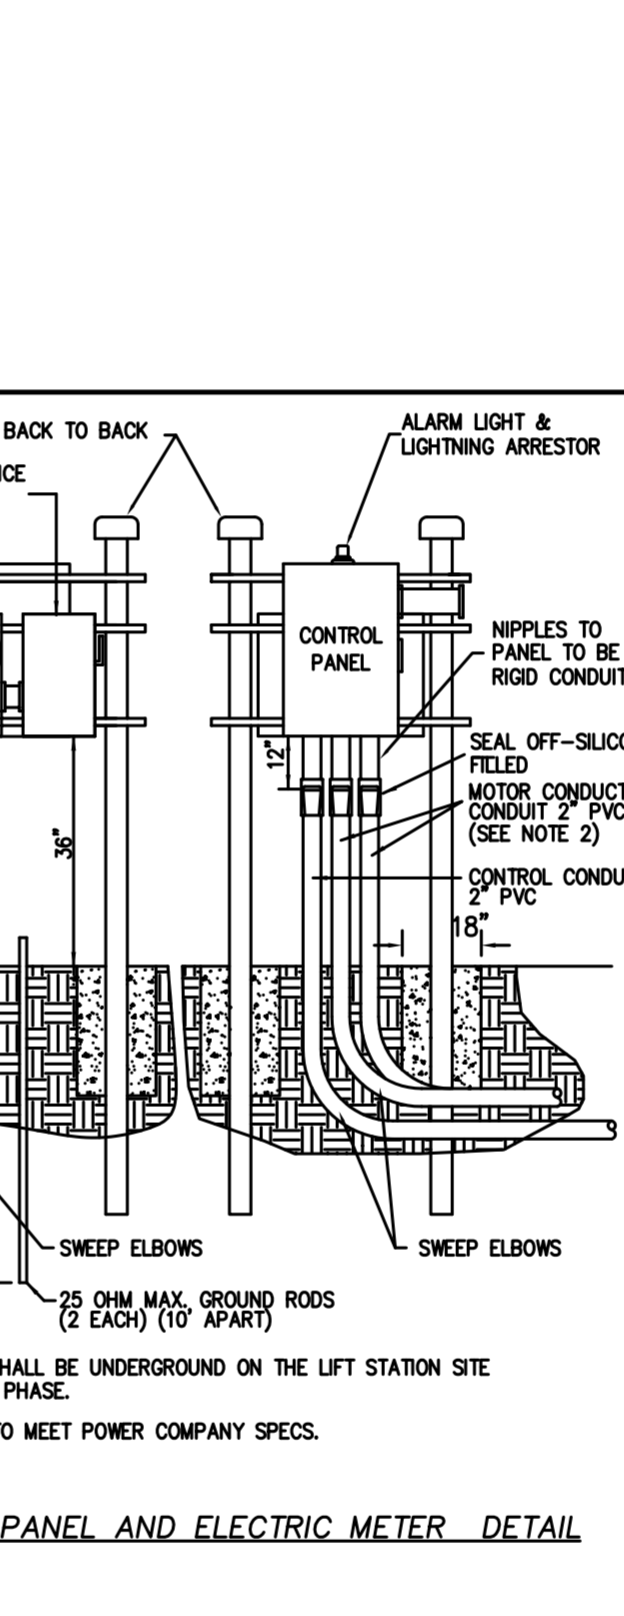 BACK TO BACK
ALARM LIGHT &
LIGHTNING ARRESTOR
CONTROL
PANEL
NIPPLES TO
PANEL TO BE
RIGID CONDUIT
12"
SEAL OFF-SILICO
FILLED
MOTOR CONDUCT
CONDUIT 2" PVC
(SEE NOTE 2)
36"
CONTROL CONDU
2" PVC
18"
SWEEP ELBOWS
SWEEP ELBOWS
25 OHM MAX. GROUND RODS
(2 EACH) (10' APART)
HALL BE UNDERGROUND ON THE LIFT STATION SITE
PHASE.
TO MEET POWER COMPANY SPECS.
PANEL AND ELECTRIC METER DETAIL